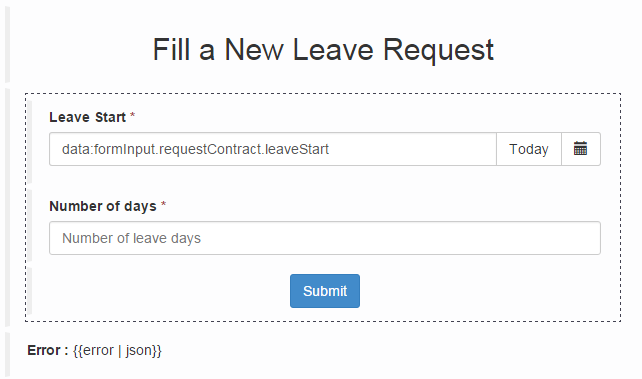 Fill a New Leave Request
Leave Start *
data:formInput.requestContract.leaveStart Today
Number of days *
Number of leave days
Submit
Error : {{error | json}}